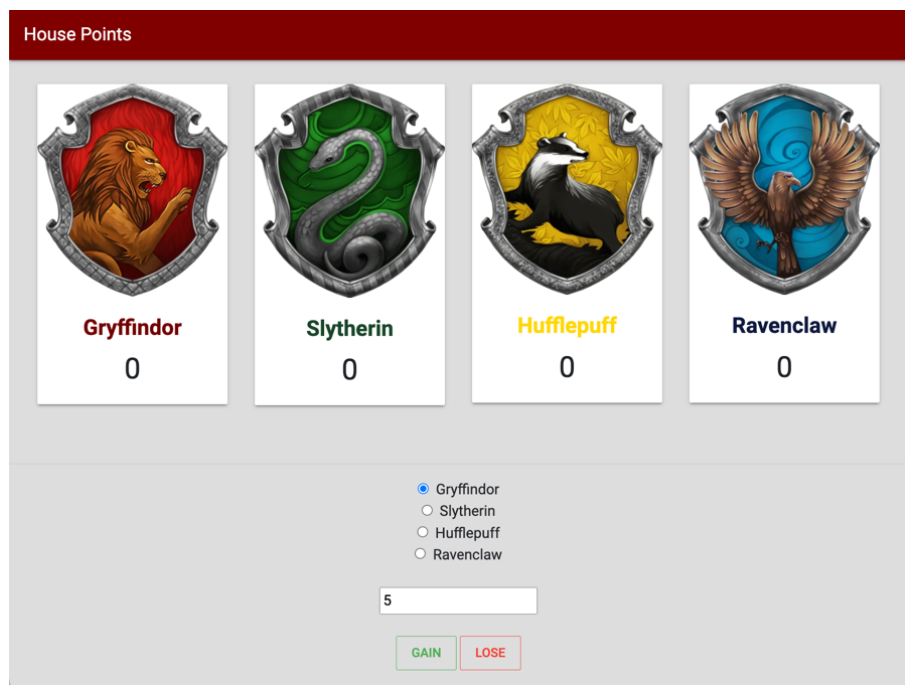 House Points
Gryffindor
0
Slytherin
0
Hufflepuff
0
Ravenclaw
0
Gryffindor
Slytherin
Hufflepuff
Ravenclaw
5
GAIN LOSE